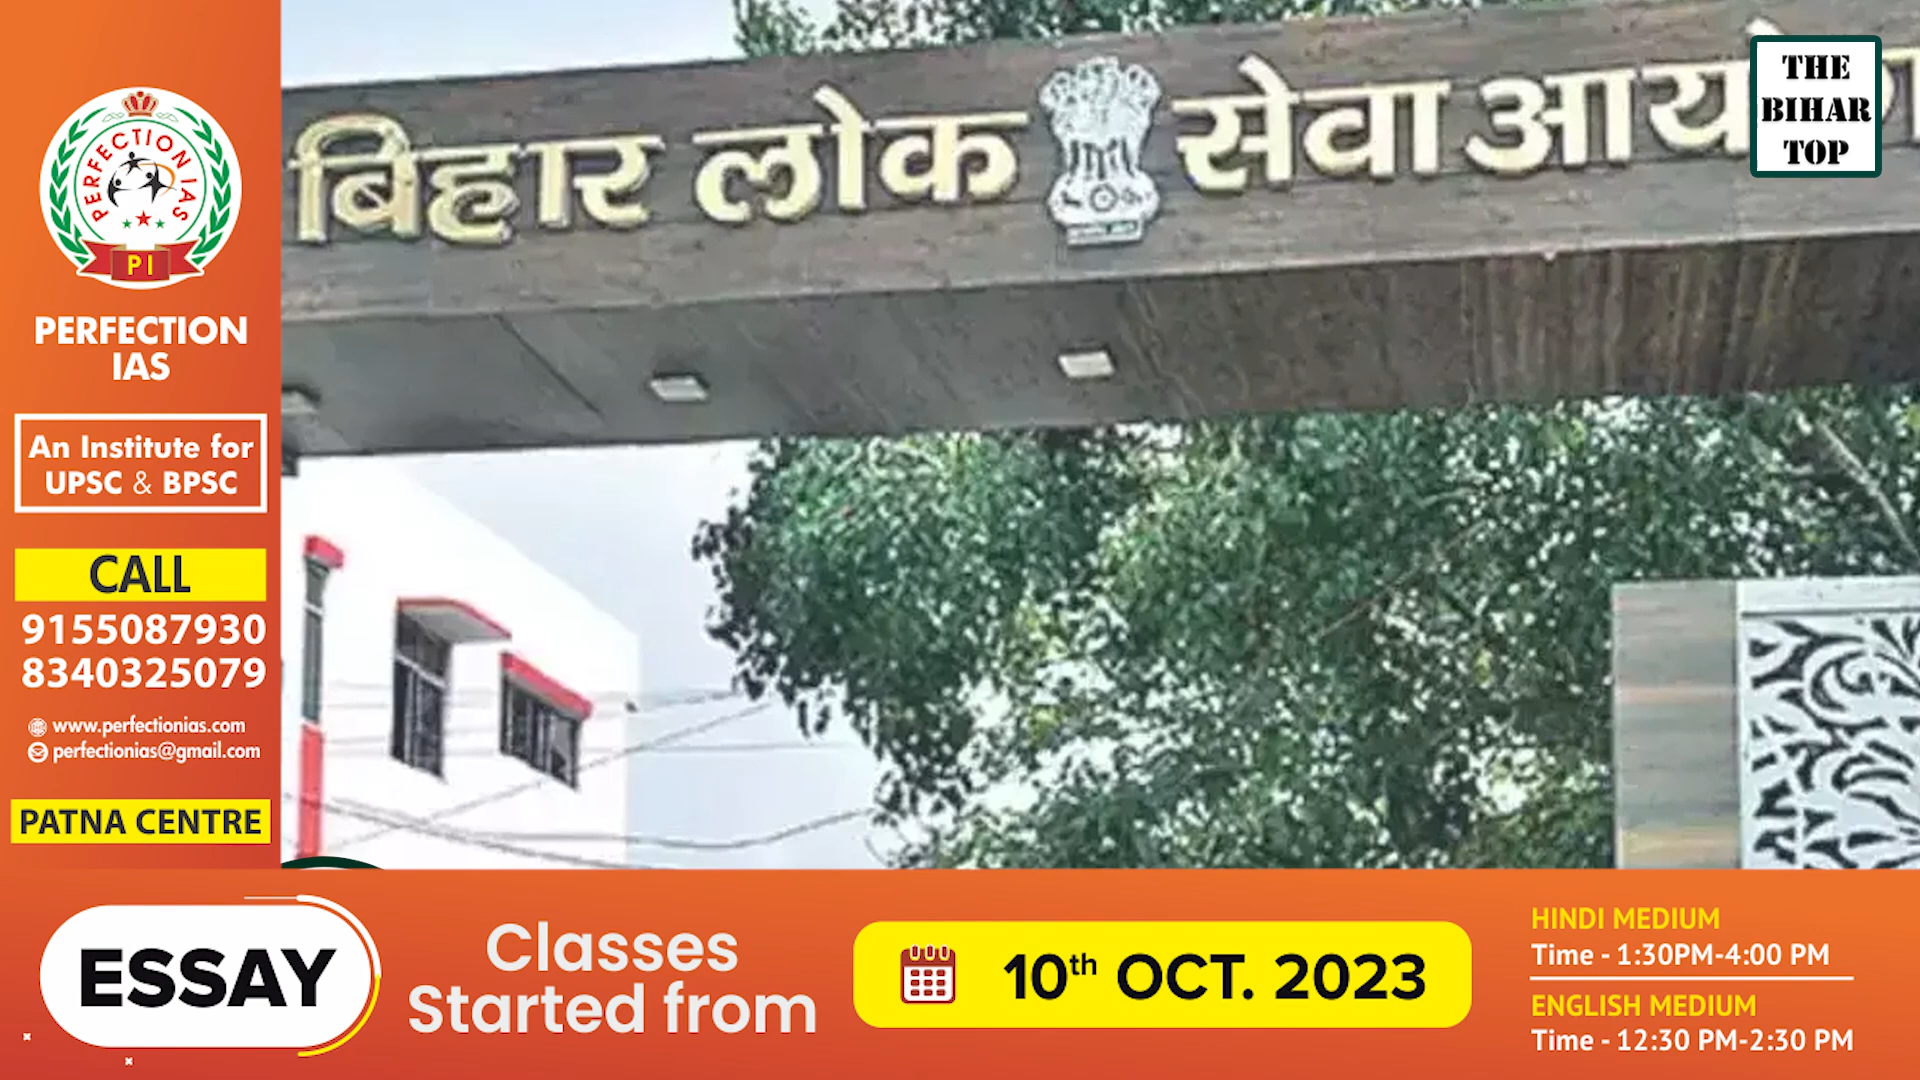 PERFECTION IAS
PI
PERFECTION
IAS
An Institute for
UPSC & BPSC
CALL
9155087930
8340325079
www.perfectionias.com
perfectionias@gmail.com
PATNA CENTRE
बिहार लोक सेवा
THE
BIHAR
TOP
ESSAY
Classes
Started from
10th OCT. 2023
HINDI MEDIUM
Time - 1:30PM-4:00 PM
ENGLISH MEDIUM
Time - 12:30 PM-2:30 PM